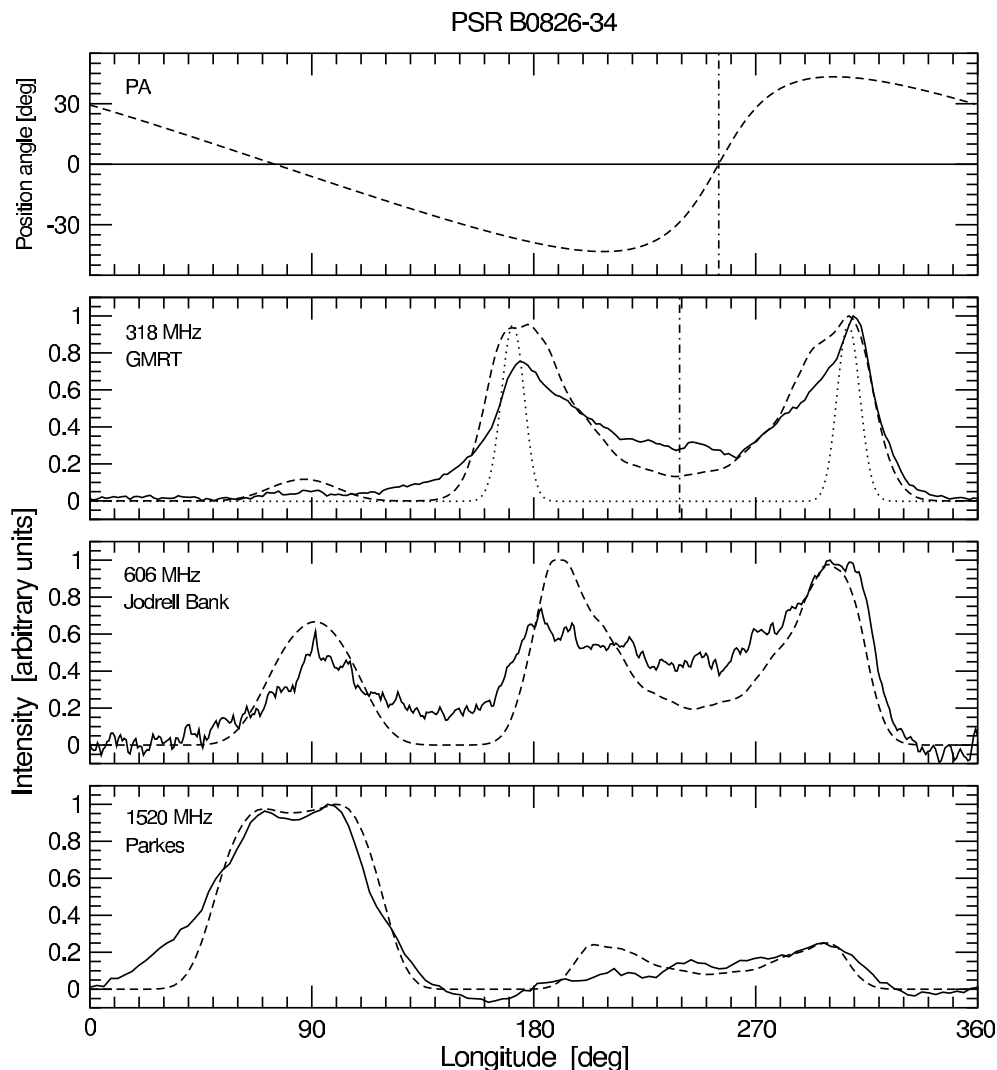 PSR B0826-34
PA
Position angle [deg]
30
0
-30
318 MHz
GMRT
1
0.8
0.6
0.4
0.2
0
606 MHz
Jodrell Bank
1
0.8
0.6
0.4
0.2
0
Intensity [arbitrary units]
1520 MHz
Parkes
1
0.8
0.6
0.4
0.2
0
0 90 180 270 360
Longitude [deg]